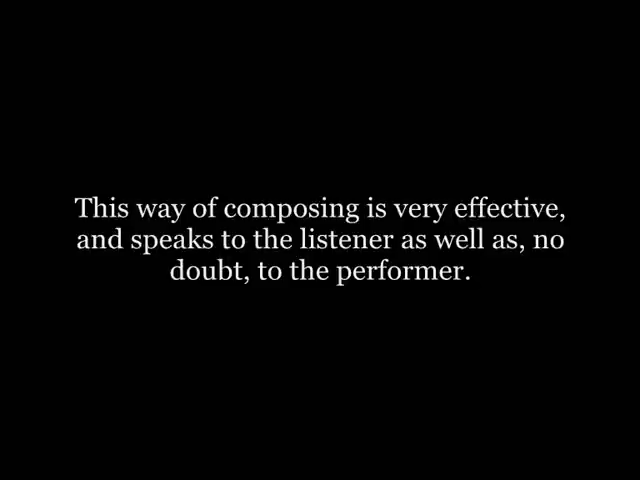 This way of composing is very effective,
and speaks to the listener as well as, no
doubt, to the performer.